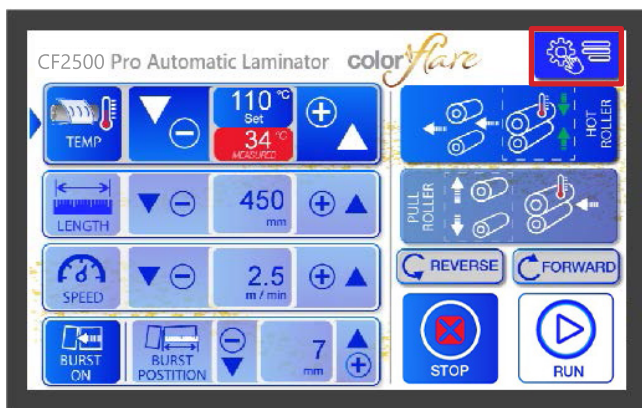 CF2500 Pro Automatic Laminator colorflare
TEMP
110 °C
Set
34 °C
MEASURED
HOT ROLLER
LENGTH
450
mm
PULL ROLLER
SPEED
2.5
m / min
REVERSE
FORWARD
BURST
ON
BURST
POSTITION
7
mm
STOP
RUN